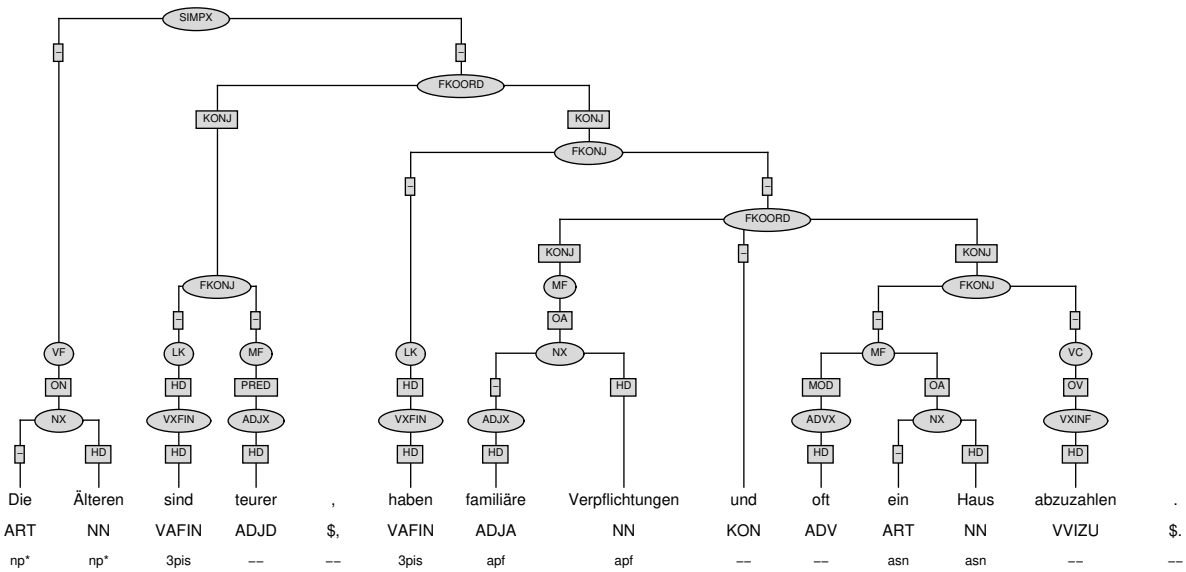 SIMPX
– –
FKOORD
KONJ KONJ
FKONJ
– –
FKOORD
KONJ – KONJ
FKONJ MF FKONJ
– – OA – –
VF LK MF LK NX MF VC
ON HD PRED HD – HD MOD OA OV
NX VXFIN ADJX VXFIN ADJX ADVX NX VXINF
– HD HD HD HD HD HD – HD HD
Die Älteren sind teurer , haben familiäre Verpflichtungen und oft ein Haus abzuzahlen .
ART NN VAFIN ADJD $, VAFIN ADJA NN KON ADV ART NN VVIZU $.
np* np* 3pis –– –– 3pis apf apf –– –– asn asn –– ––